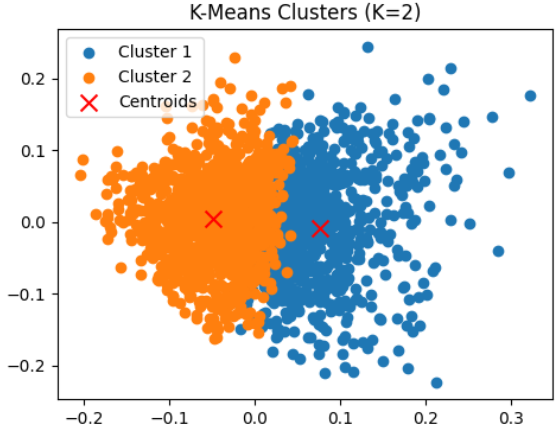 K-Means Clusters (K=2)
Cluster 1
Cluster 2
Centroids
0.2
0.1
0.0
−0.1
−0.2
−0.2
−0.1
0.0
0.1
0.2
0.3